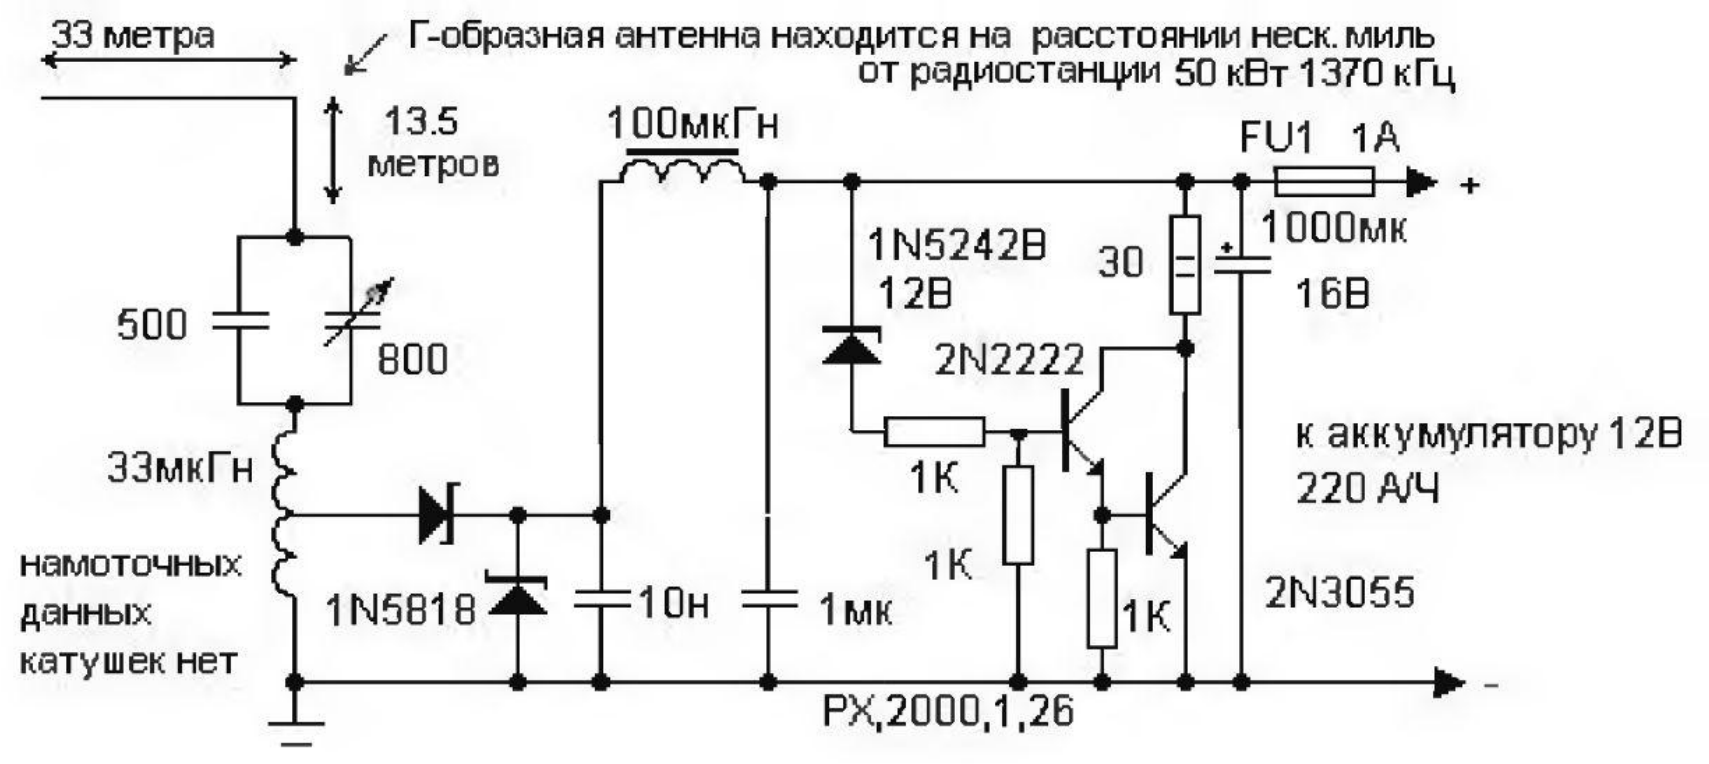 33 метра
Г-образная антенна находится на расстоянии неск. миль
от радиостанции 50 кВт 1370 кГц
13.5
метров
100мкГн
FU1 1А
+
1N5242B
12В
30
1000мк
+
16В
500
800
2N2222
33мкГн
1К
к аккумулятору 12В
220 А/Ч
намоточных
данных
катушек нет
1N5818
10н
1мк
1К
1К
2N3055
РХ,2000,1,26
-